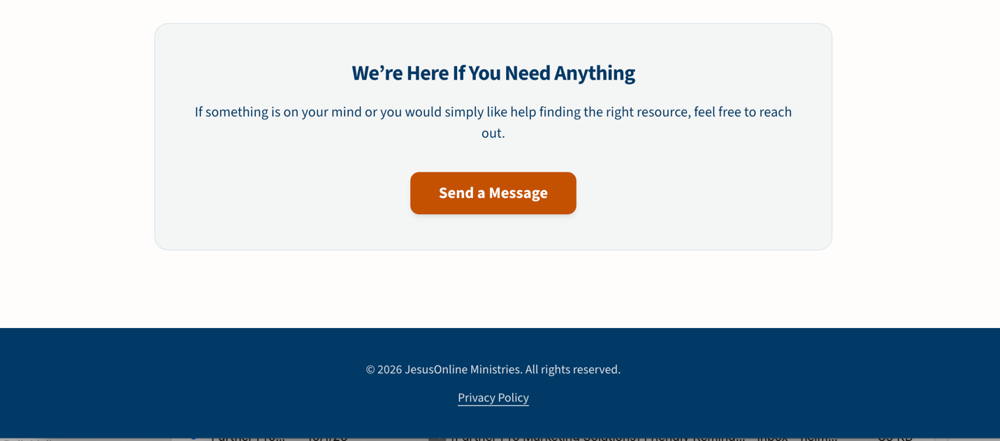 We’re Here If You Need Anything
If something is on your mind or you would simply like help finding the right resource, feel free to reach
out.
Send a Message
© 2026 JesusOnline Ministries. All rights reserved.
Privacy Policy